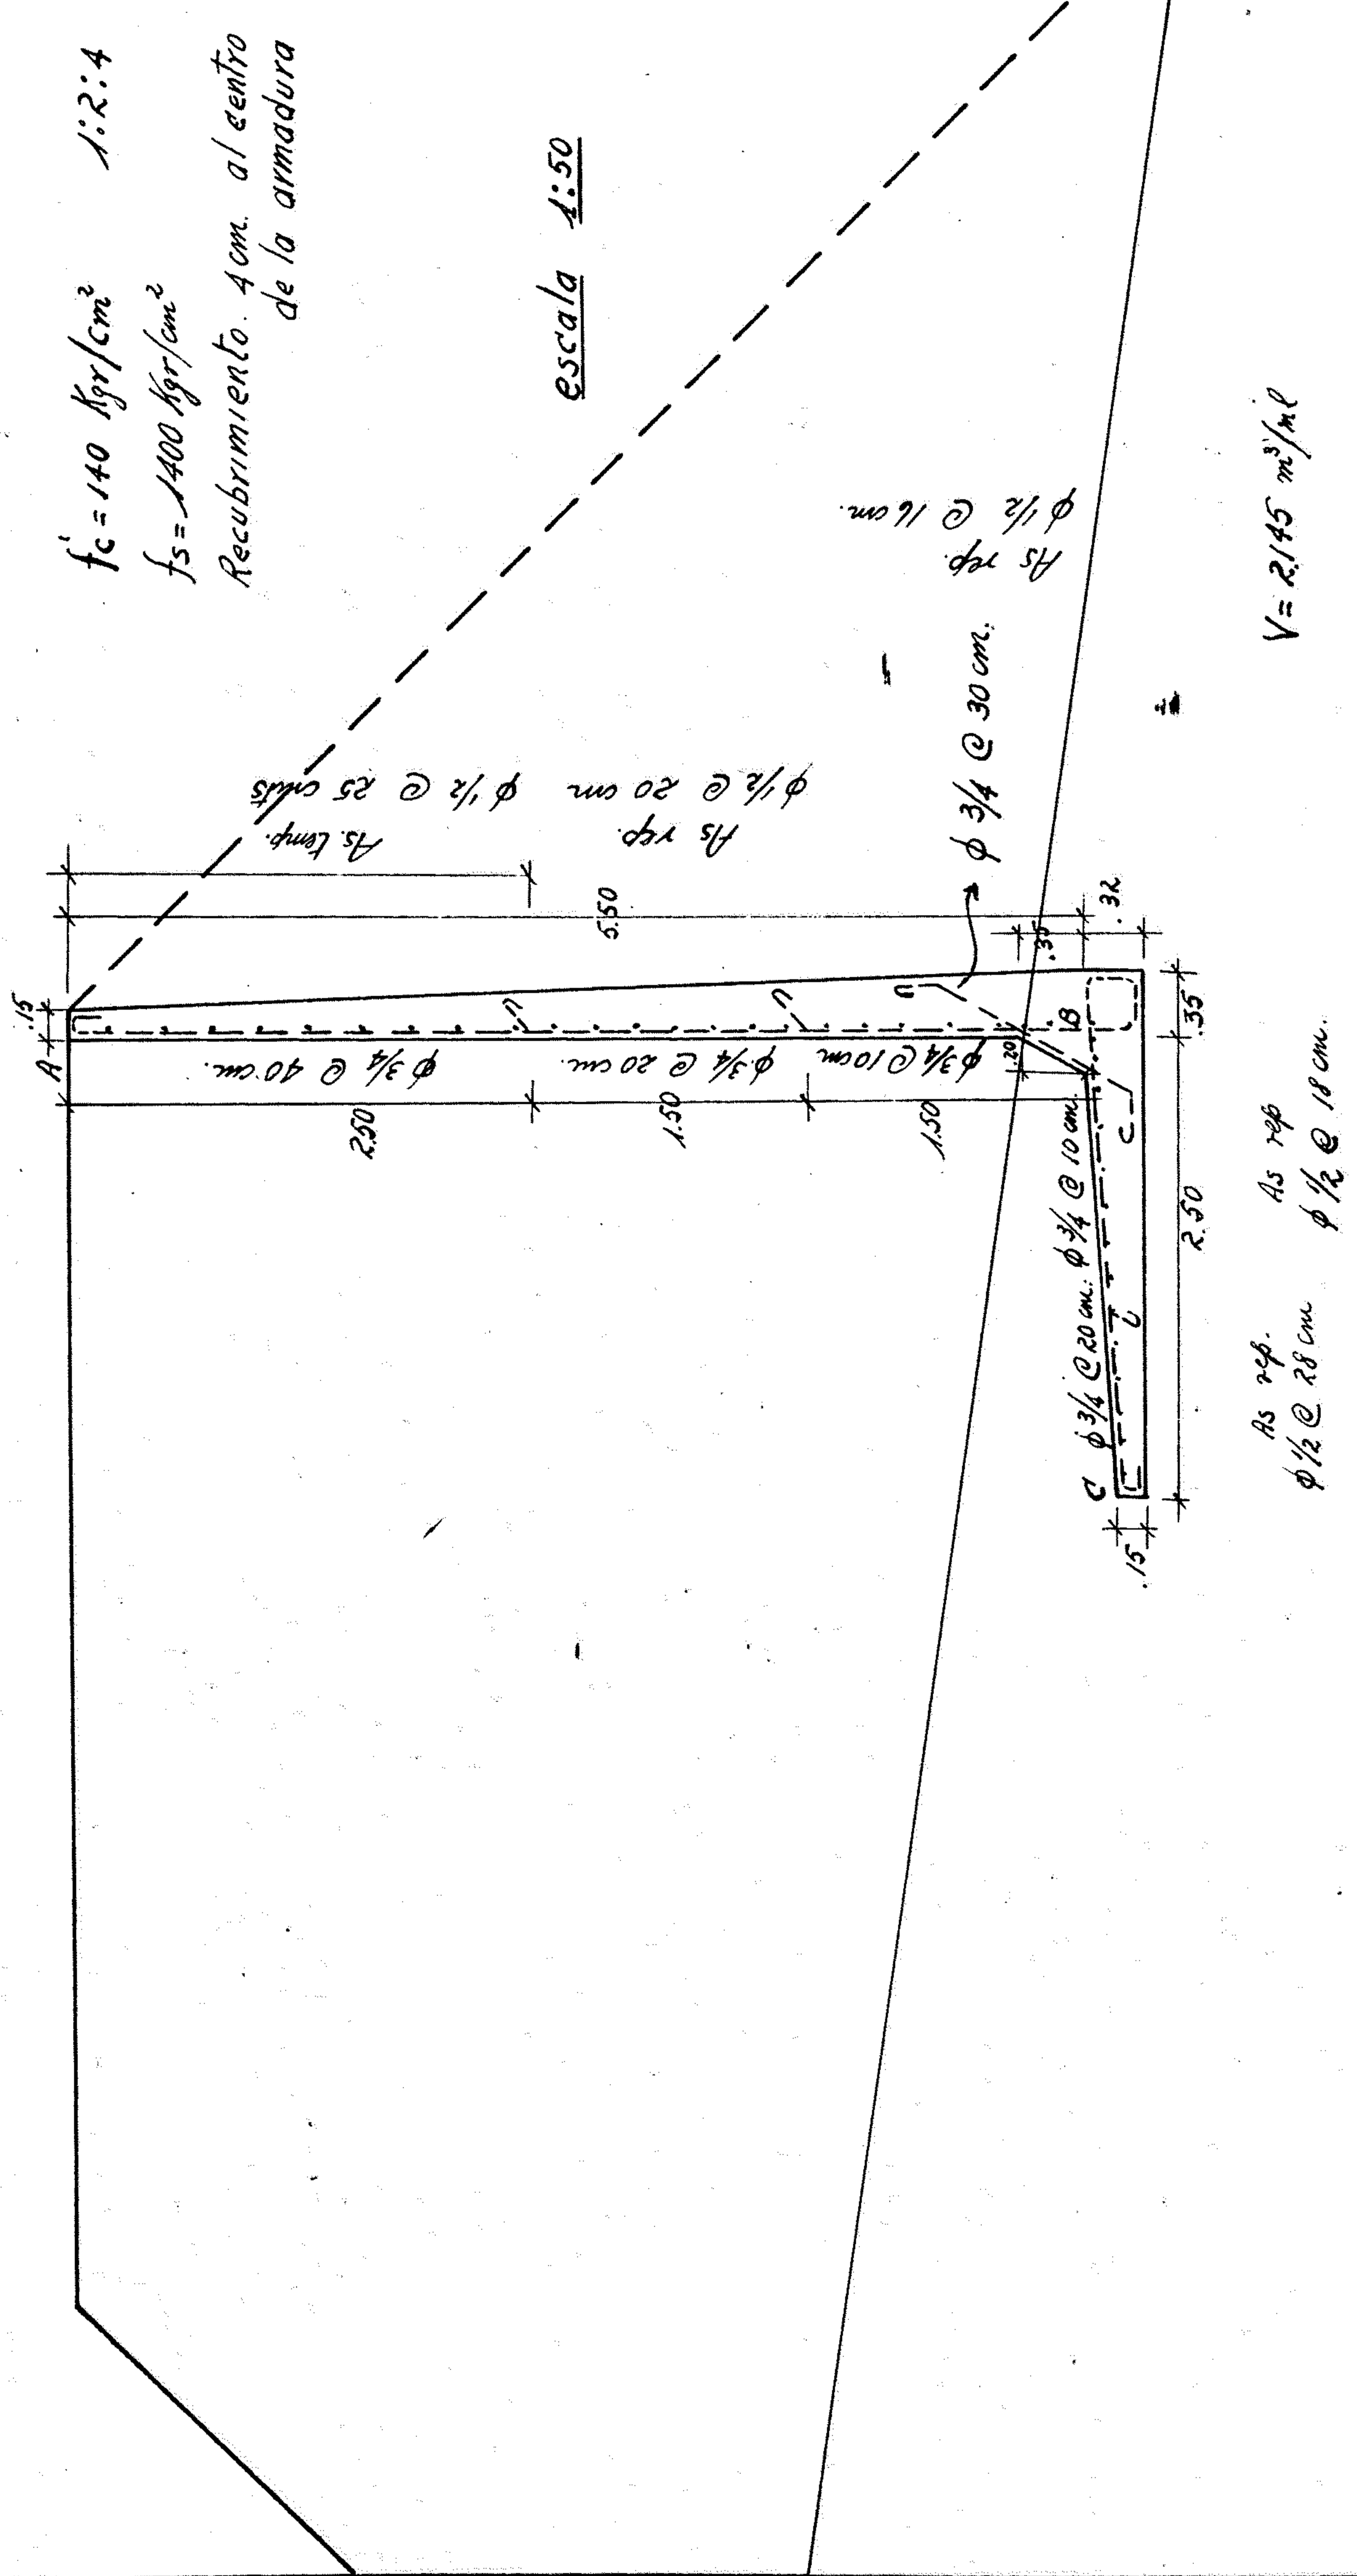 f'c = 140 Kgr/cm² 1:2:4
fs = 1400 Kgr/cm²
Recubrimiento. 4 cm. al centro
de la armadura
escala 1:50
.15
A
φ 3/4 @ 40 cm.
φ 3/4 @ 20 cm.
φ 3/4 @ 10 cm
2.50
1.50
1.50
5.50
As. temp.
φ 1/2 @ 25
As rep.
φ 1/2 @ 20 cm
As rep.
φ 1/2 @ 16 cm.
φ 3/4 @ 30 cm.
.35
.32
.20
B
.35
C φ 3/4 @ 20 cm. φ 3/4 @ 10 cm.
.15
2.50
As rep.
φ 1/2 @ 28 cm
As rep
φ 1/2 @ 18 cm.
V = 2.145 m³/ml